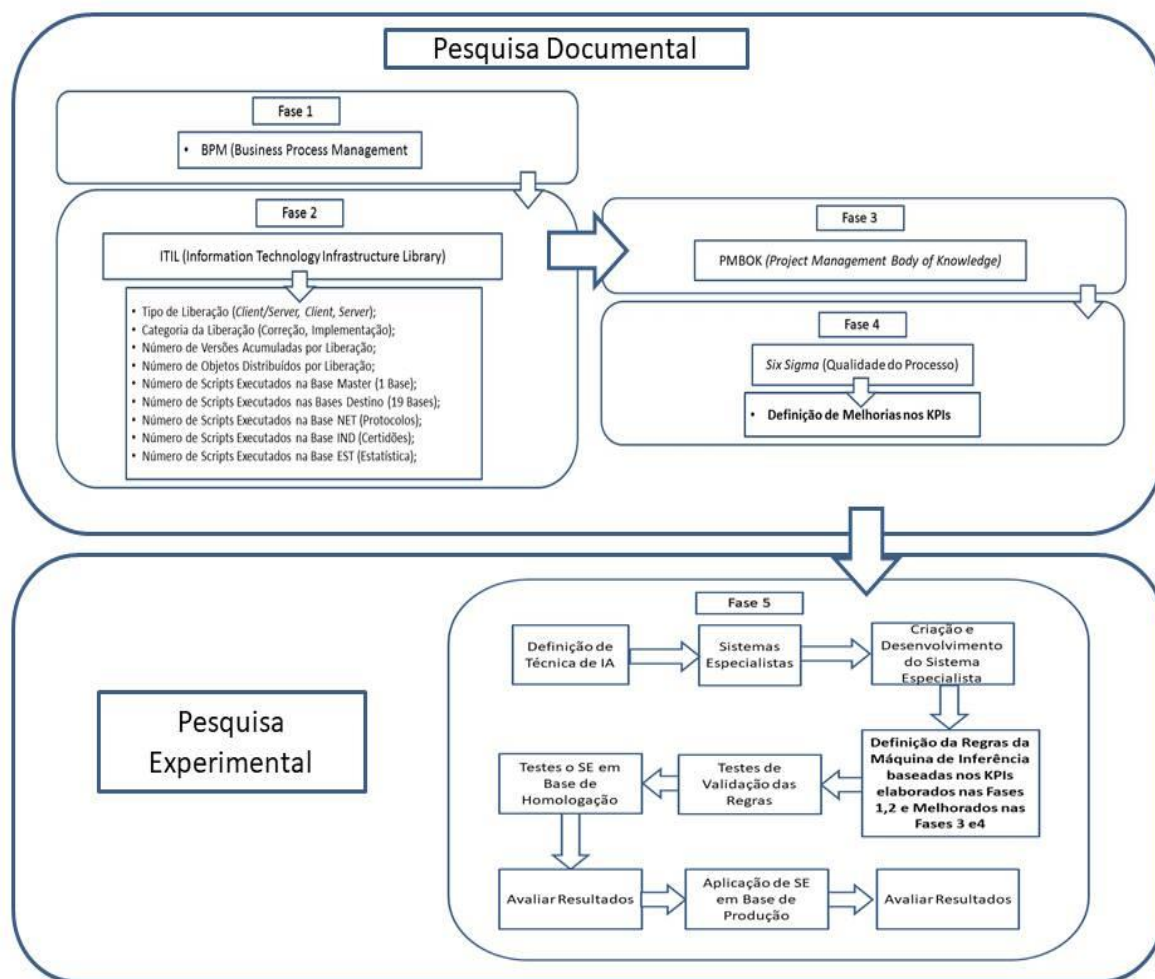 Pesquisa Documental
Fase 1
• BPM (Business Process Management
Fase 2
ITIL (Information Technology Infrastructure Library)
• Tipo de Liberação (Client/Server, Client, Server);
• Categoria da Liberação (Correção, Implementação);
• Número de Versões Acumuladas por Liberação;
• Número de Objetos Distribuídos por Liberação;
• Número de Scripts Executados na Base Master (1 Base);
• Número de Scripts Executados nas Bases Destino (19 Bases);
• Número de Scripts Executados na Base NET (Protocolos);
• Número de Scripts Executados na Base IND (Certidões);
• Número de Scripts Executados na Base EST (Estatística);
Fase 3
PMBOK (Project Management Body of Knowledge)
Fase 4
Six Sigma (Qualidade do Processo)
• Definição de Melhorias nos KPIs
Pesquisa
Experimental
Fase 5
Definição de
Técnica de IA
Sistemas
Especialistas
Criação e
Desenvolvimento
do Sistema
Especialista
Definição da Regras da
Máquina de Inferência
baseadas nos KPIs
elaborados nas Fases
1,2 e Melhorados nas
Fases 3 e4
Testes de
Validação das
Regras
Testes o SE em
Base de
Homologação
Avaliar Resultados
Aplicação de SE
em Base de
Produção
Avaliar Resultados